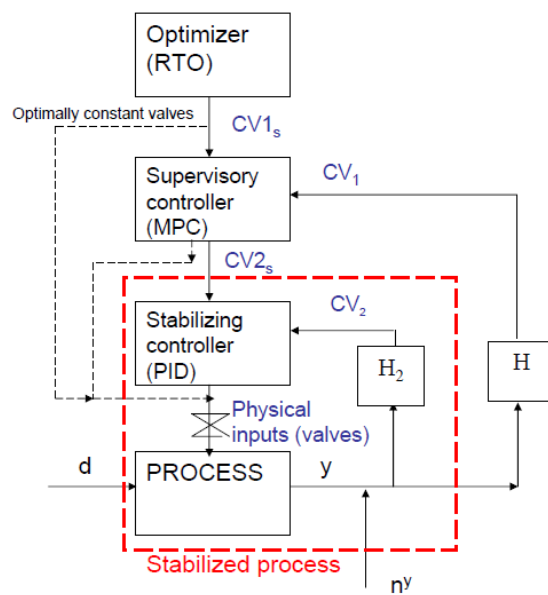 Optimizer
(RTO)
Optimally constant valves
CV1s
CV1
Supervisory
controller
(MPC)
CV2s
CV2
Stabilizing
controller
(PID)
H2
H
Physical
inputs (valves)
d
PROCESS
y
Stabilized process
ny